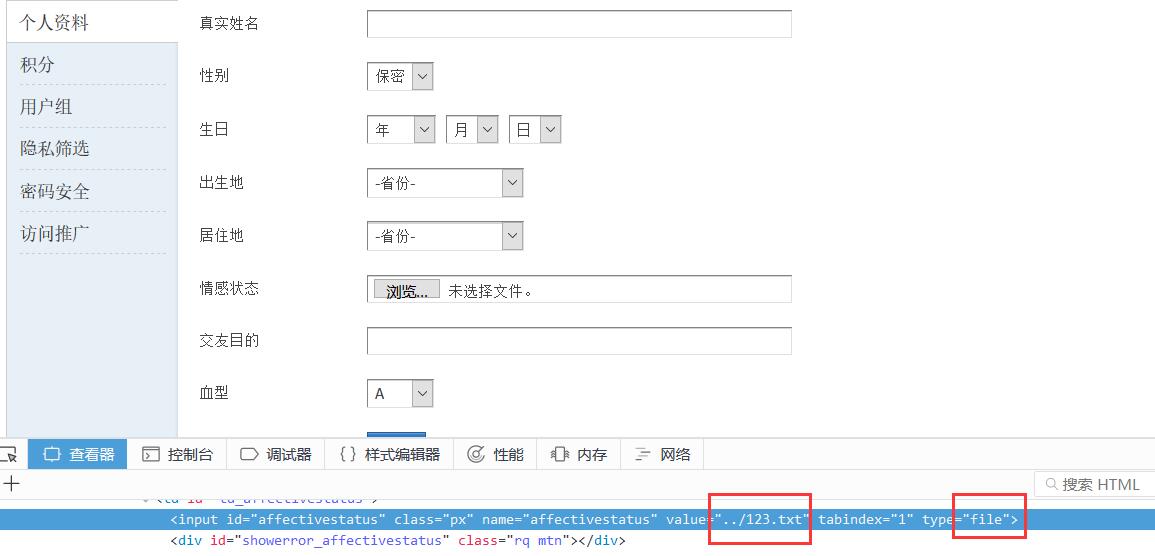 个人资料
积分
用户组
隐私筛选
密码安全
访问推广
真实姓名
性别 保密
生日 年 月 日
出生地 -省份-
居住地 -省份-
情感状态 浏览... 未选择文件。
交友目的
血型 A
查看器 控制台 调试器 {} 样式编辑器 性能 内存 网络
+ 搜索 HTML
<td id="td_affectivestatus">
<input id="affectivestatus" class="px" name="affectivestatus" value="../123.txt" tabindex="1" type="file">
<div id="showerror_affectivestatus" class="rq mtn"></div>